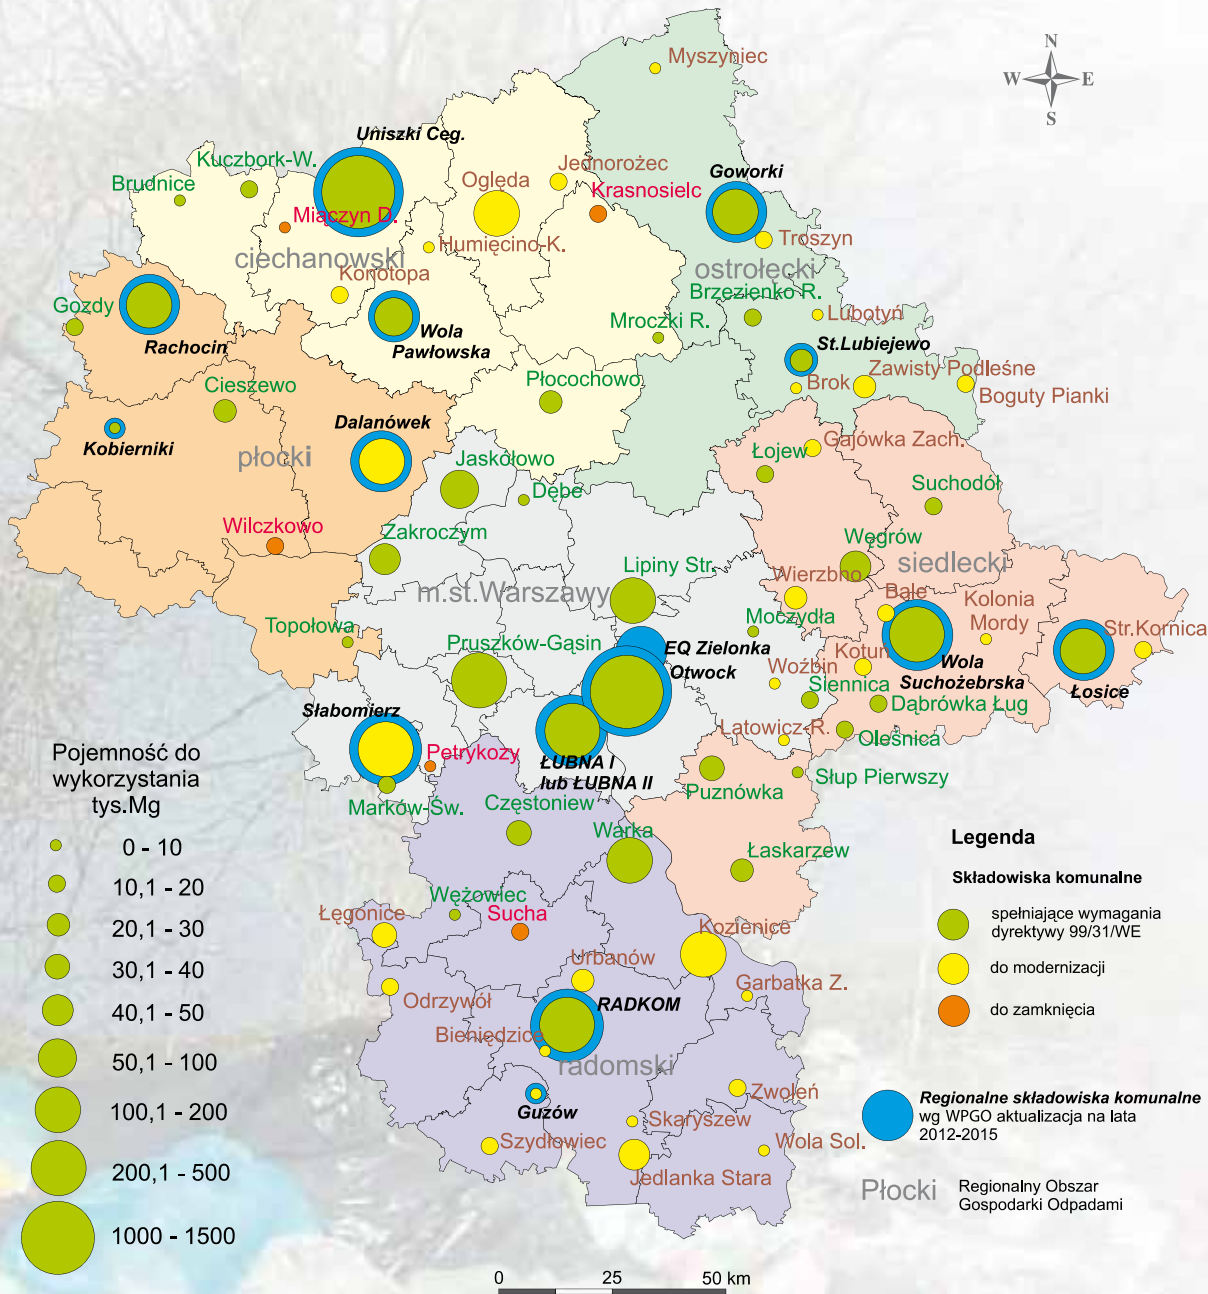 Myszyniec
N
W E
S
Uniszki Ceg.
Kuczbork-W.
Brudnice
Jednorożec
Ogłęda
Krasnosielc
Goworki
Miączyn D.
Humięcino-K.
Troszyn
ciechanowski
ostrołęcki
Konotopa
Brzezienko R.
Gozdy
Lubotyń
Mroczki R.
Wola
Pawłowska
St.Lubiejewo
Rachocin
Zawisty Podleśne
Brok
Boguty Pianki
Cieszewo
Płocochowo
Dalanówek
Kobierniki
płocki
Gajówka Zach.
Łojew
Jaskółowo
Dębe
Suchodół
Wilczkowo
Zakroczym
Węgrów
siedlecki
Lipiny Str.
Wierzbno
m.st.Warszawy
Bale
Kolonia
Mordy
Moczydła
Topołowa
Str.Kornica
Pruszków-Gąsin
EQ Zielonka
Otwock
Kotuń
Woźbin
Wola
Suchożebrska
Siennica
Łosice
Dąbrówka Ług
Słabomierz
Latowicz-R.
Oleśnica
Petrykozy
ŁUBNA I
lub ŁUBNA II
Słup Pierwszy
Puznówka
Marków-Św.
Częstoniew
Warka
Łaskarzew
Wężowiec
Łęgonice
Sucha
Kozienice
Urbanów
Garbatka Z.
Odrzywół
RADKOM
Bieniędzice
radomski
Zwoleń
Guzów
Skaryszew
Szydłowiec
Wola Sol.
Jedlanka Stara
Pojemność do
wykorzystania
tys.Mg
0 - 10
10,1 - 20
20,1 - 30
30,1 - 40
40,1 - 50
50,1 - 100
100,1 - 200
200,1 - 500
1000 - 1500
Legenda
Składowiska komunalne
spełniające wymagania
dyrektywy 99/31/WE
do modernizacji
do zamknięcia
Regionalne składowiska komunalne
wg WPGO aktualizacja na lata
2012-2015
Płocki
Regionalny Obszar
Gospodarki Odpadami
0 25 50 km